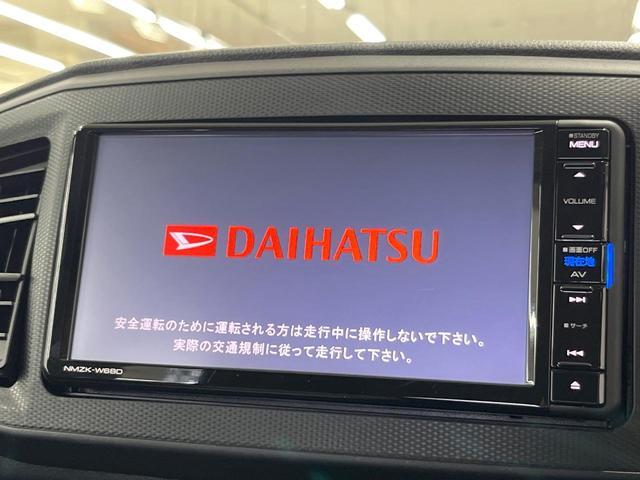 DAIHATSU
安全運転のために運転される方は走行中に操作しないで下さい。
実際の交通規制に従って走行して下さい。
NMZK-W68D
STANDBY
MENU
VOLUME
画面OFF
現在地
AV
サーチ